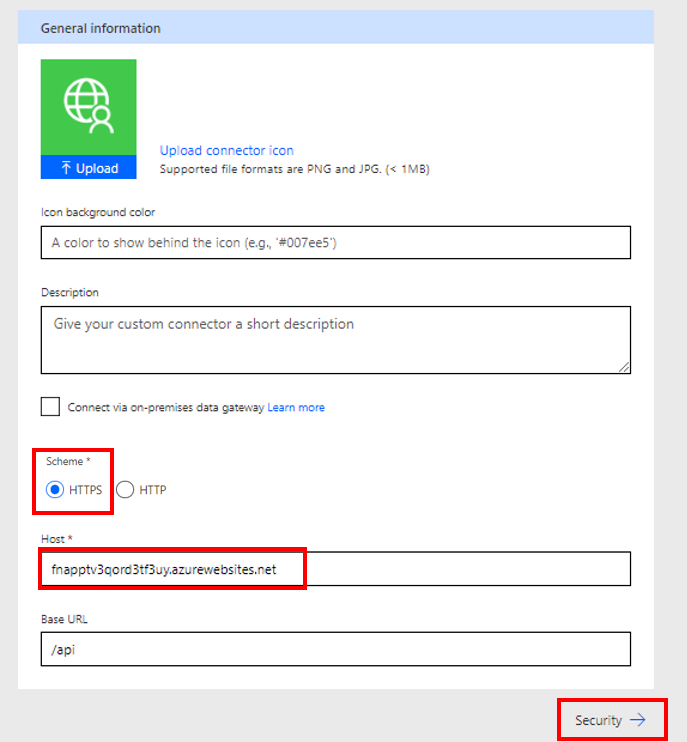 General information
Upload
Upload connector icon
Supported file formats are PNG and JPG. (< 1MB)
Icon background color
A color to show behind the icon (e.g., '#007ee5')
Description
Give your custom connector a short description
Connect via on-premises data gateway Learn more
Scheme *
HTTPS HTTP
Host *
fnapptv3qord3tf3uy.azurewebsites.net
Base URL
/api
Security